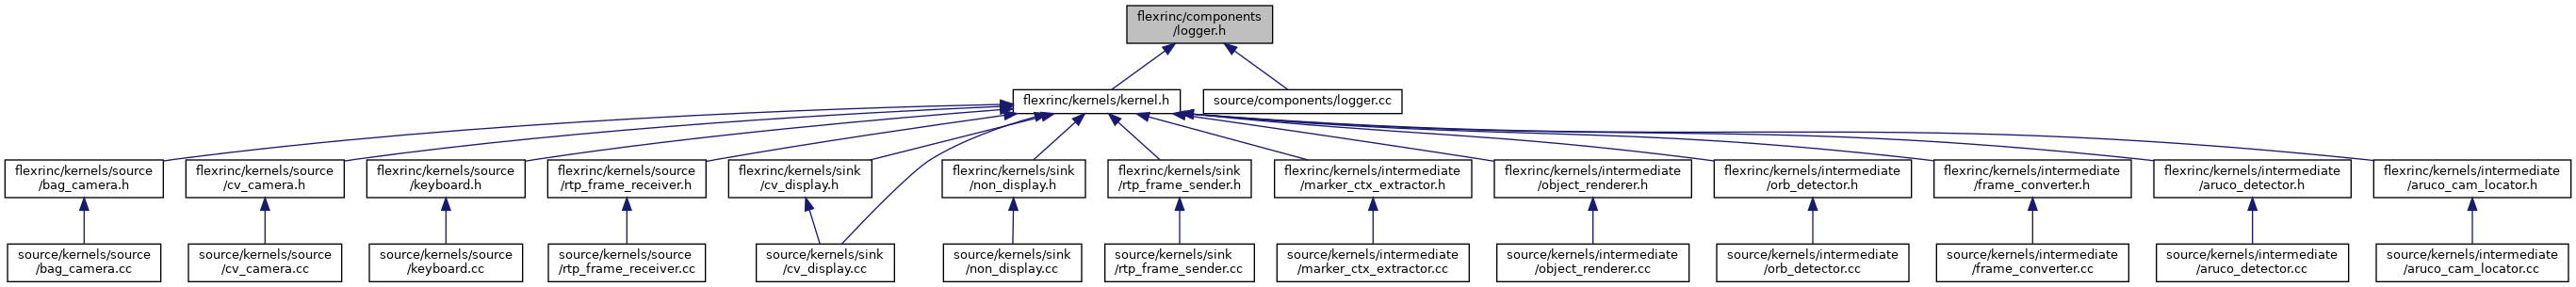 flexrinc/components
/logger.h
flexrinc/kernels/kernel.h
source/components/logger.cc
flexrinc/kernels/source
/bag_camera.h
flexrinc/kernels/source
/cv_camera.h
flexrinc/kernels/source
/keyboard.h
flexrinc/kernels/source
/rtp_frame_receiver.h
flexrinc/kernels/sink
/cv_display.h
flexrinc/kernels/sink
/non_display.h
flexrinc/kernels/sink
/rtp_frame_sender.h
flexrinc/kernels/intermediate
/marker_ctx_extractor.h
flexrinc/kernels/intermediate
/object_renderer.h
flexrinc/kernels/intermediate
/orb_detector.h
flexrinc/kernels/intermediate
/frame_converter.h
flexrinc/kernels/intermediate
/aruco_detector.h
flexrinc/kernels/intermediate
/aruco_cam_locator.h
source/kernels/source
/bag_camera.cc
source/kernels/source
/cv_camera.cc
source/kernels/source
/keyboard.cc
source/kernels/source
/rtp_frame_receiver.cc
source/kernels/sink
/cv_display.cc
source/kernels/sink
/non_display.cc
source/kernels/sink
/rtp_frame_sender.cc
source/kernels/intermediate
/marker_ctx_extractor.cc
source/kernels/intermediate
/object_renderer.cc
source/kernels/intermediate
/orb_detector.cc
source/kernels/intermediate
/frame_converter.cc
source/kernels/intermediate
/aruco_detector.cc
source/kernels/intermediate
/aruco_cam_locator.cc